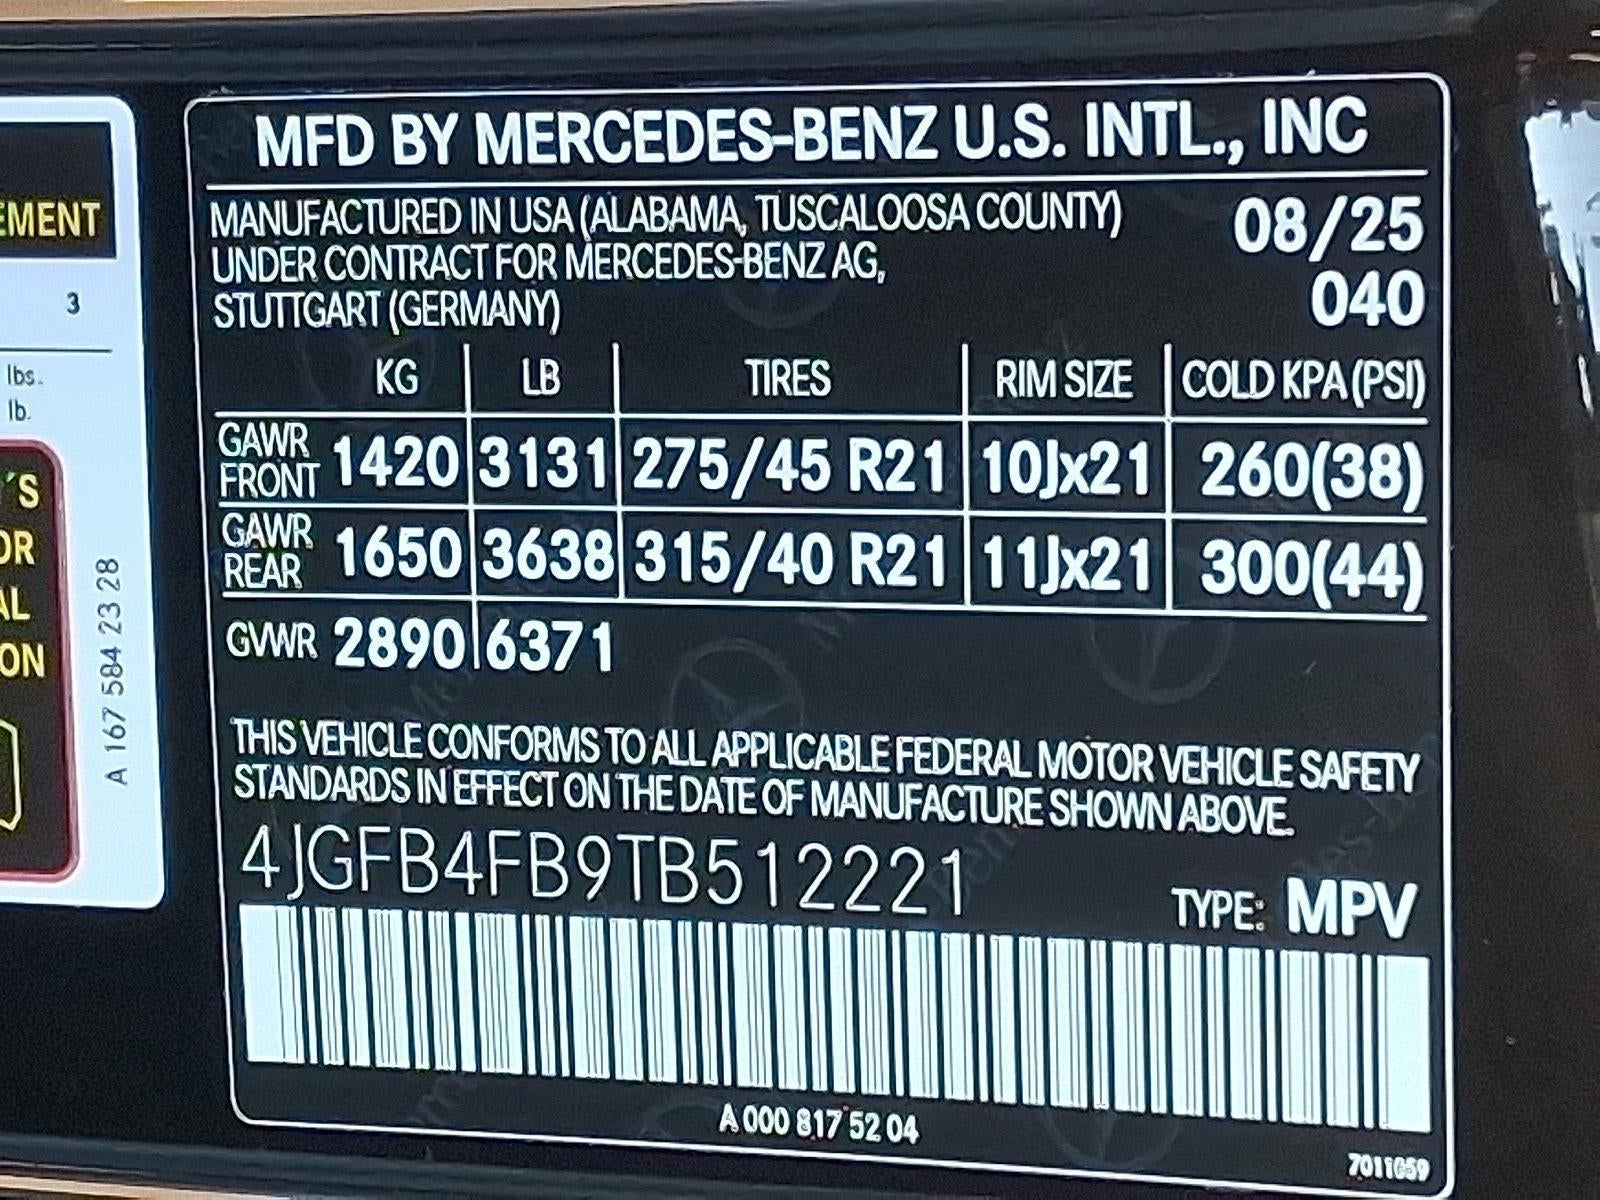 EMENT
3
lbs.
lb.
´S
OR
AL
ON
A 167 584 23 28
MFD BY MERCEDES-BENZ U.S. INTL., INC
MANUFACTURED IN USA (ALABAMA, TUSCALOOSA COUNTY) 08/25
UNDER CONTRACT FOR MERCEDES-BENZ AG,
STUTTGART (GERMANY) 040
KG LB TIRES RIM SIZE COLD KPA (PSI)
GAWR FRONT 1420 3131 275/45 R21 10Jx21 260(38)
GAWR REAR 1650 3638 315/40 R21 11Jx21 300(44)
GVWR 2890 6371
THIS VEHICLE CONFORMS TO ALL APPLICABLE FEDERAL MOTOR VEHICLE SAFETY
STANDARDS IN EFFECT ON THE DATE OF MANUFACTURE SHOWN ABOVE.
4JGFB4FB9TB512221
TYPE: MPV
A 000 817 52 04
7011059